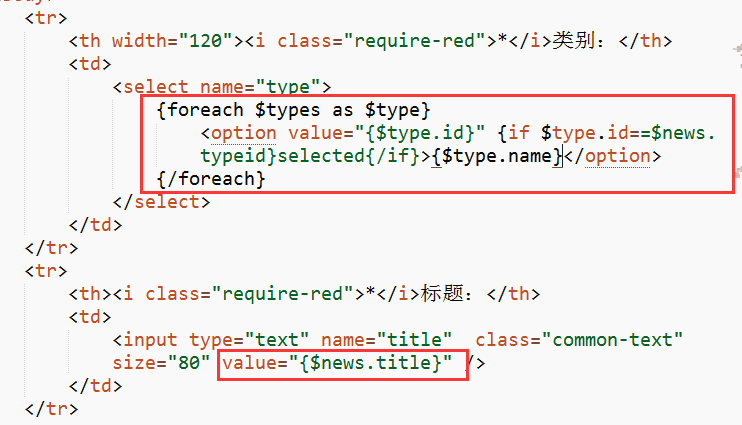 <tr>
<th width="120"><i class="require-red">*</i>类别：</th>
<td>
<select name="type">
{foreach $types as $type}
<option value="{$type.id}" {if $type.id==$news.
typeid}selected{/if}>{$type.name}</option>
{/foreach}
</select>
</td>
</tr>
<tr>
<th><i class="require-red">*</i>标题：</th>
<td>
<input type="text" name="title"  class="common-text"
size="80" value="{$news.title}" />
</td>
</tr>